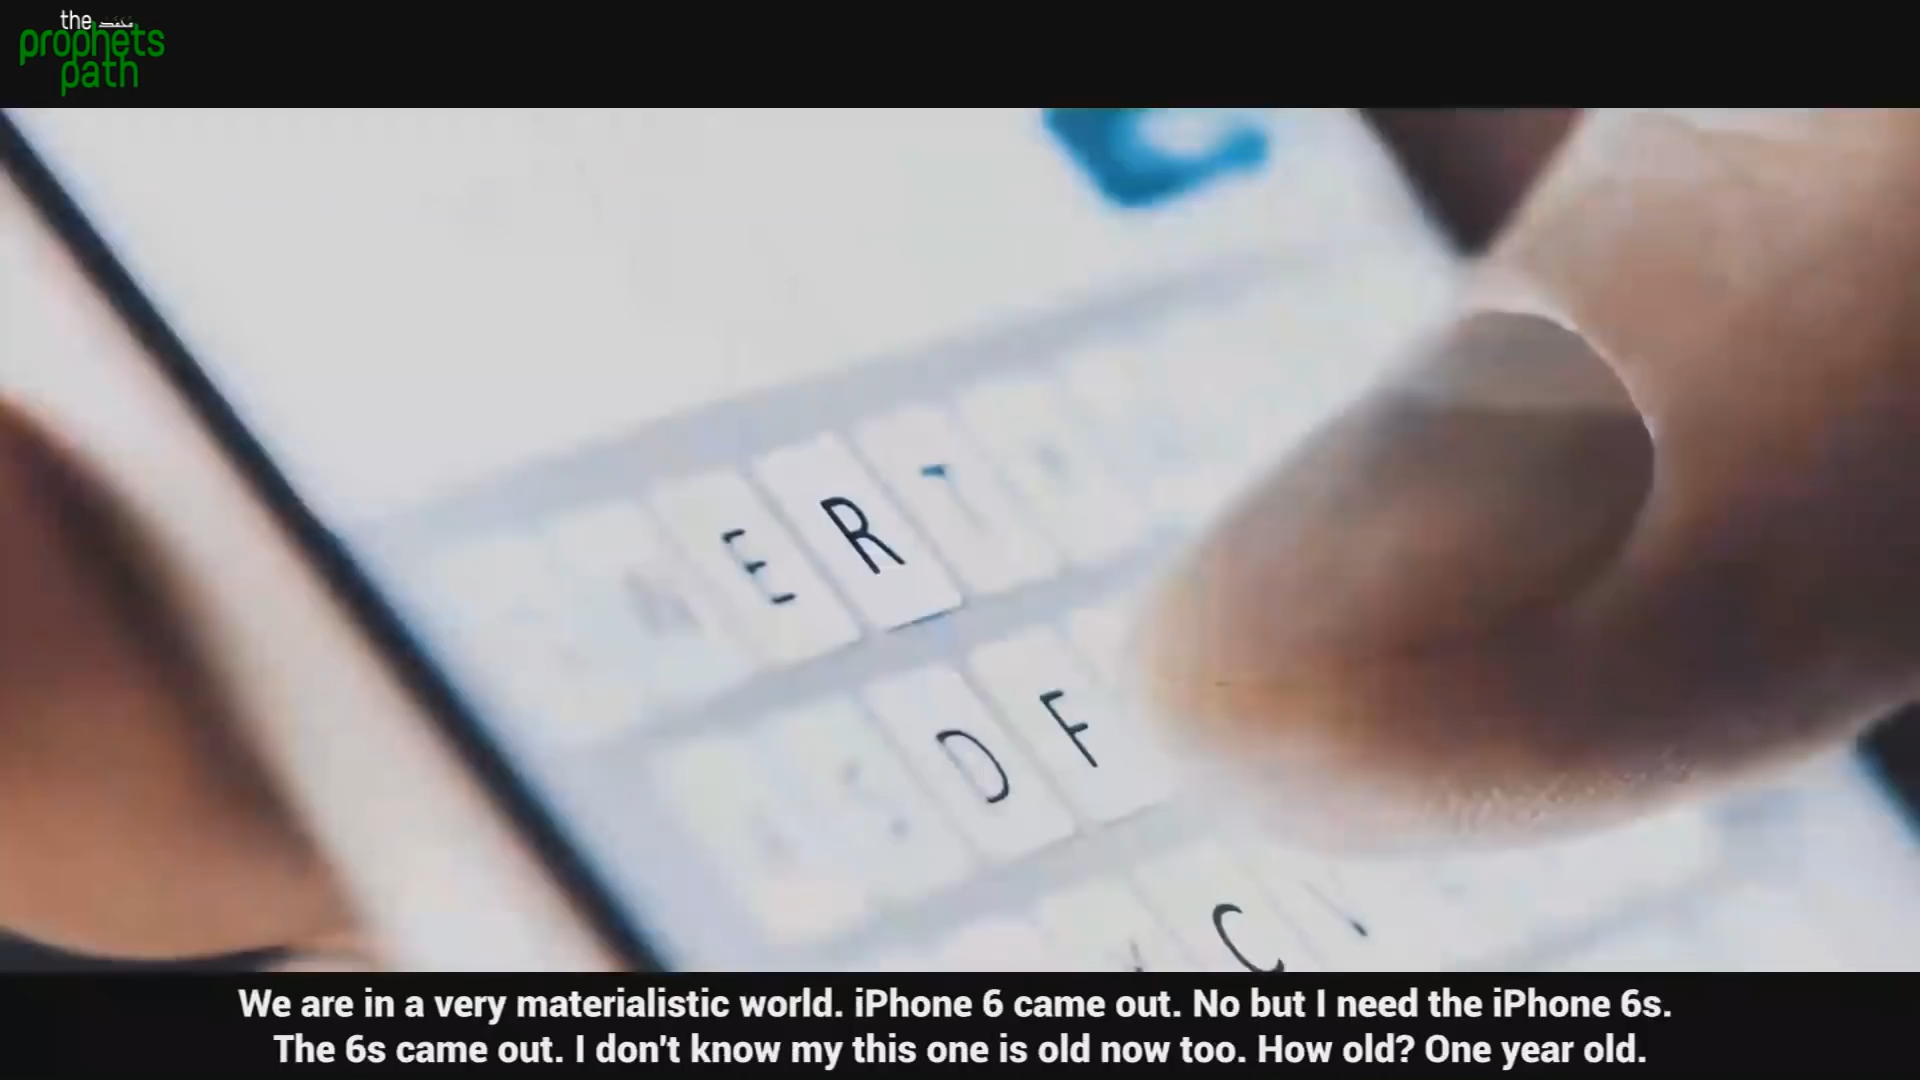 the
prophets
path
E R T
D F
C
We are in a very materialistic world. iPhone 6 came out. No but I need the iPhone 6s.
The 6s came out. I don't know my this one is old now too. How old? One year old.